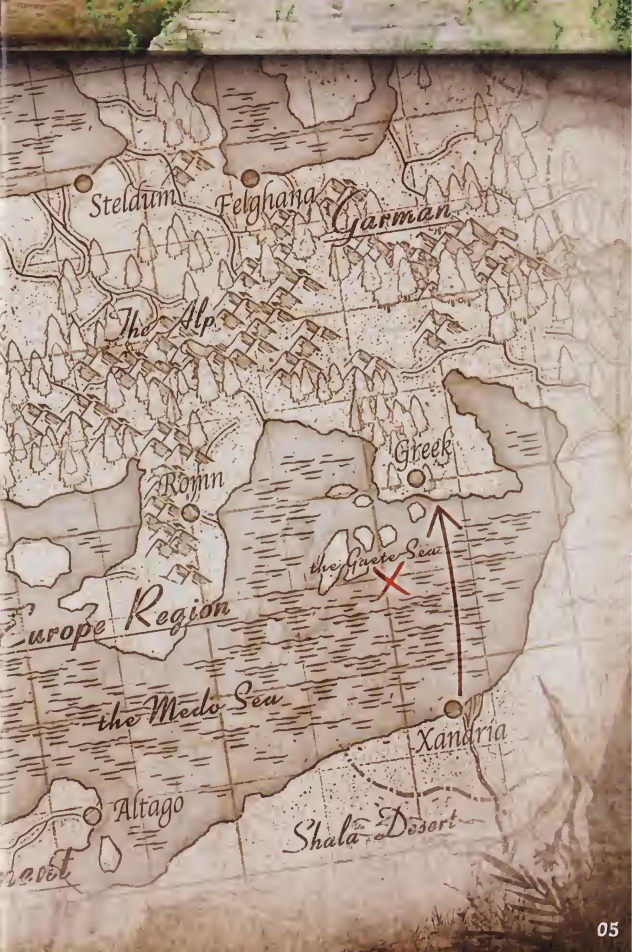 Steldum
Felghana
Garman
The Alp
Greek
Romn
the Gaete Sea
Europe Region
the Medo Sea
Xandria
Altago
Shala Desert
05